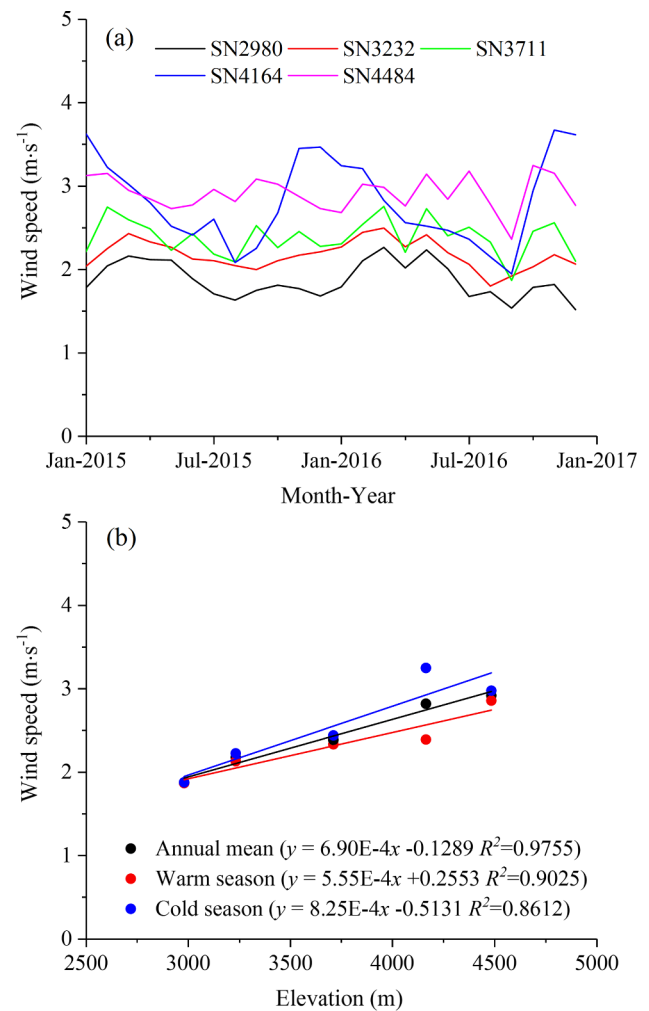 (a)
SN2980 SN3232 SN3711
SN4164 SN4484
5
4
3
2
1
0
Wind speed (m·s⁻¹)
Jan-2015 Jul-2015 Jan-2016 Jul-2016 Jan-2017
Month-Year
(b)
5
4
3
2
1
0
Wind speed (m·s⁻¹)
Annual mean (y = 6.90E-4x -0.1289 R²=0.9755)
Warm season (y = 5.55E-4x +0.2553 R²=0.9025)
Cold season (y = 8.25E-4x -0.5131 R²=0.8612)
2500 3000 3500 4000 4500 5000
Elevation (m)